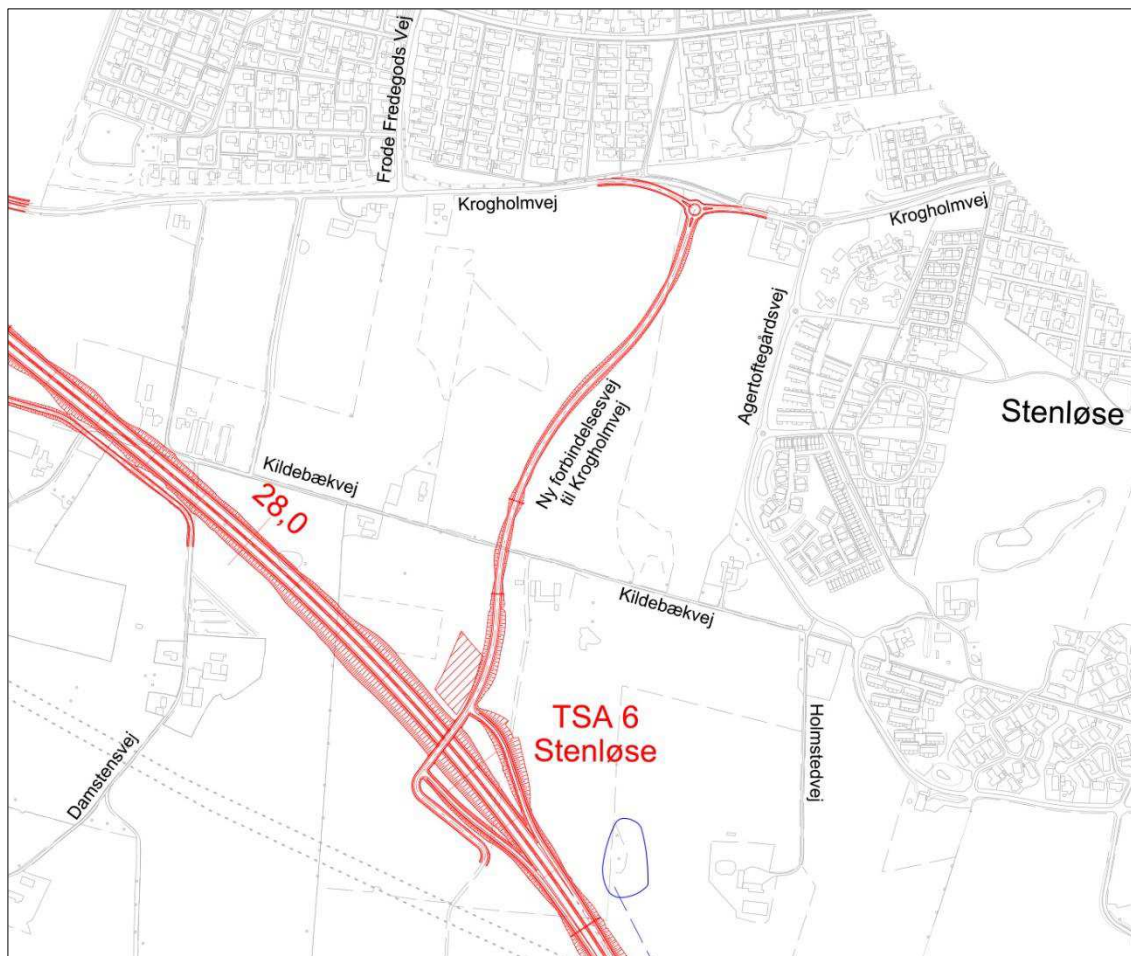 Frode Fredegods Vej
Krogholmvej
Krogholmvej
Agertoftegårdsvej
Stenløse
Ny forbindelsesvej
til Krogholmvej
Kildebækvej
28,0
Kildebækvej
TSA 6
Stenløse
Holmstedvej
Damstensvej